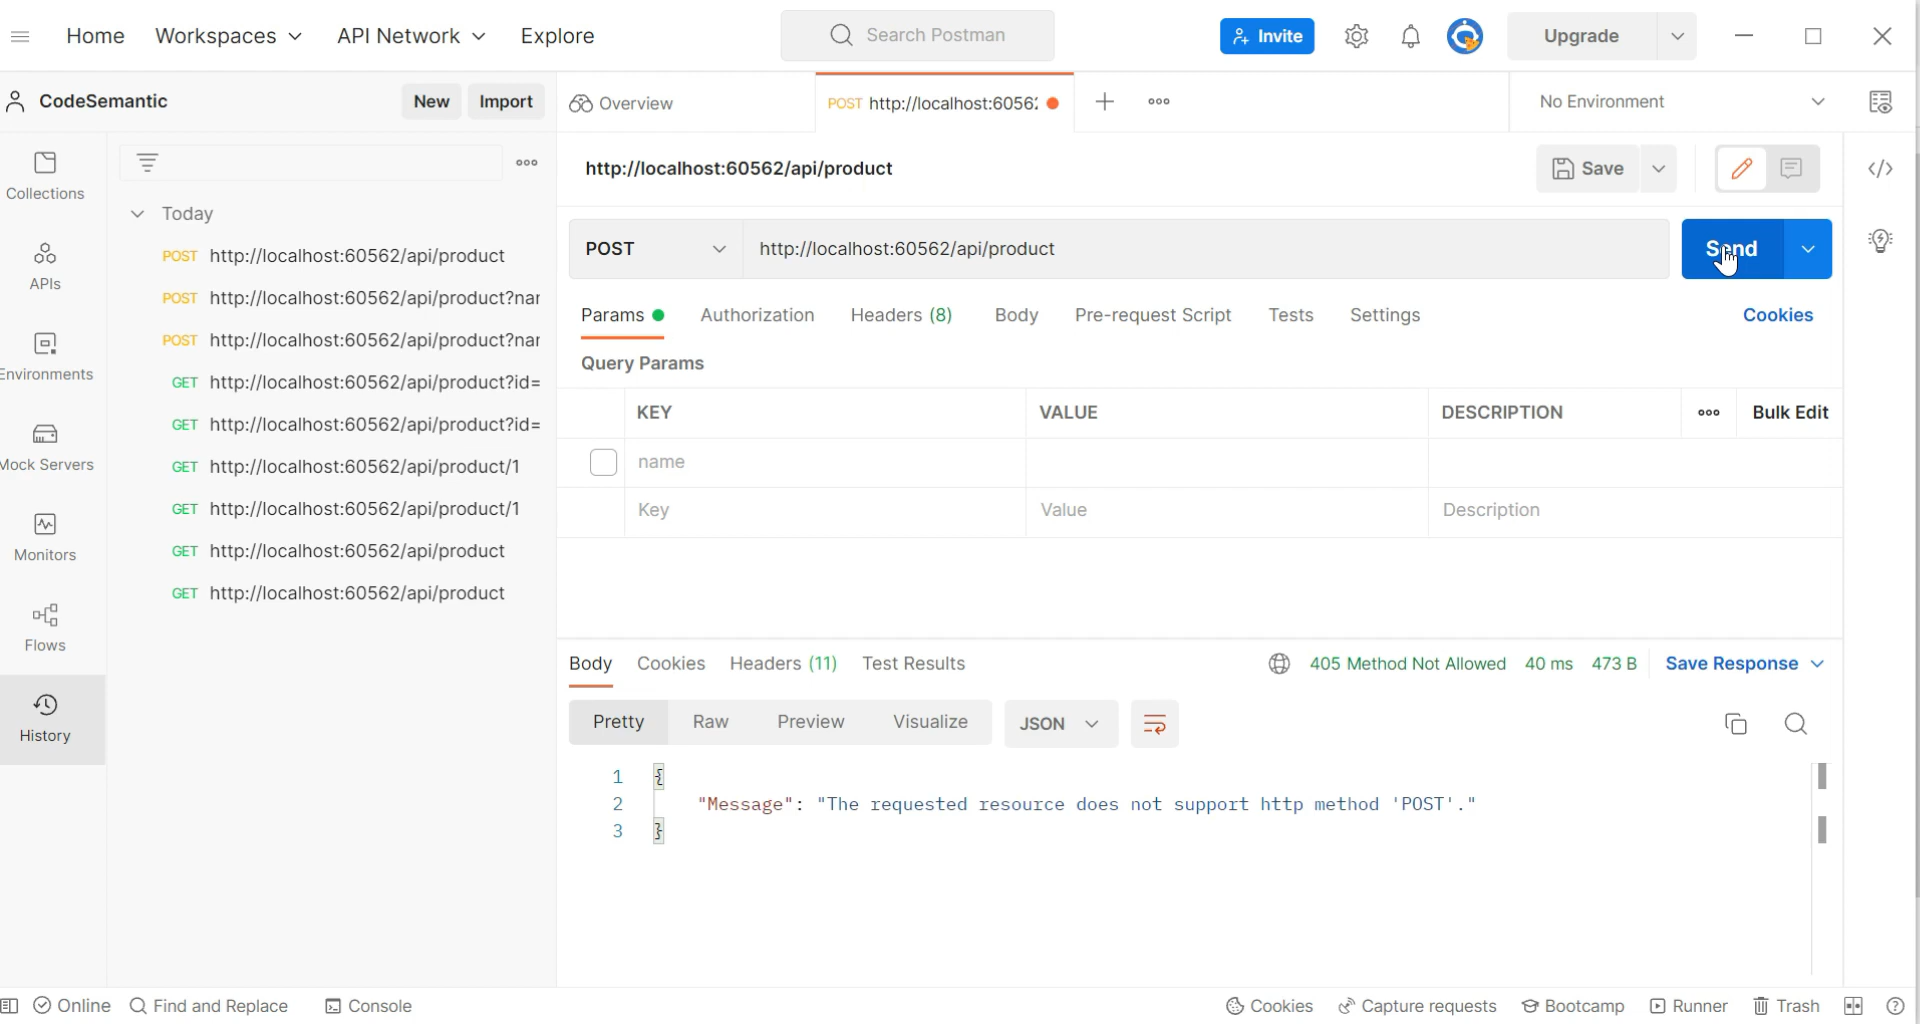 Home Workspaces API Network Explore Search Postman Invite Upgrade
CodeSemantic New Import Overview POST http://localhost:6056 No Environment
Collections
APIs
Environments
Mock Servers
Monitors
Flows
History
Today
POST http://localhost:60562/api/product
POST http://localhost:60562/api/product?nar
POST http://localhost:60562/api/product?nar
GET http://localhost:60562/api/product?id=
GET http://localhost:60562/api/product?id=
GET http://localhost:60562/api/product/1
GET http://localhost:60562/api/product/1
GET http://localhost:60562/api/product
GET http://localhost:60562/api/product
http://localhost:60562/api/product Save
POST http://localhost:60562/api/product Send
Params Authorization Headers (8) Body Pre-request Script Tests Settings Cookies
Query Params
KEY VALUE DESCRIPTION ooo Bulk Edit
name
Key Value Description
Body Cookies Headers (11) Test Results 405 Method Not Allowed 40 ms 473 B Save Response
Pretty Raw Preview Visualize JSON
1 {
2 "Message": "The requested resource does not support http method 'POST'."
3 }
Online Find and Replace Console Cookies Capture requests Bootcamp Runner Trash